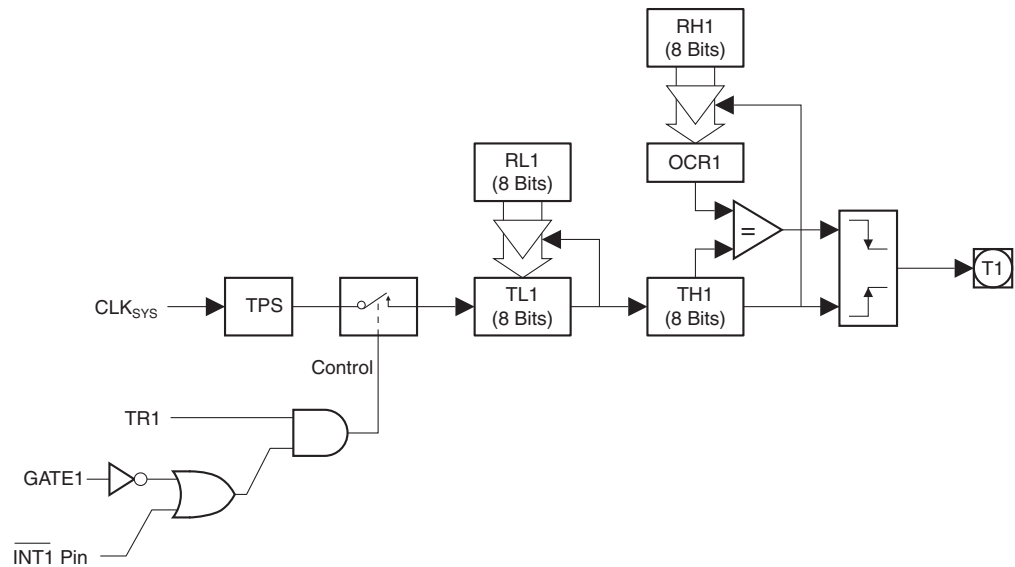 RH1
(8 Bits)
RL1
(8 Bits)
OCR1
=
T1
CLKSYS
TPS
TL1
(8 Bits)
TH1
(8 Bits)
Control
TR1
GATE1
INT1 Pin